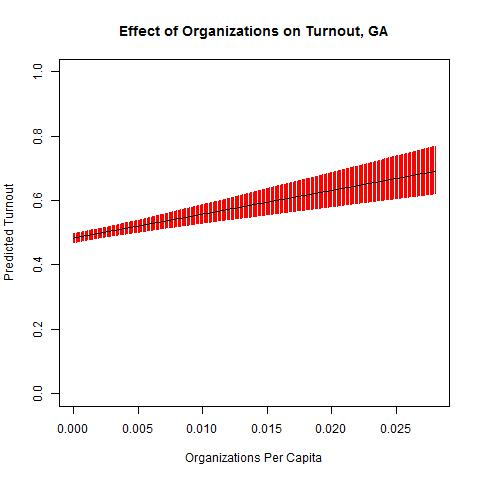 Effect of Organizations on Turnout, GA
Predicted Turnout
1.0
0.8
0.6
0.4
0.2
0.0
0.000 0.005 0.010 0.015 0.020 0.025
Organizations Per Capita